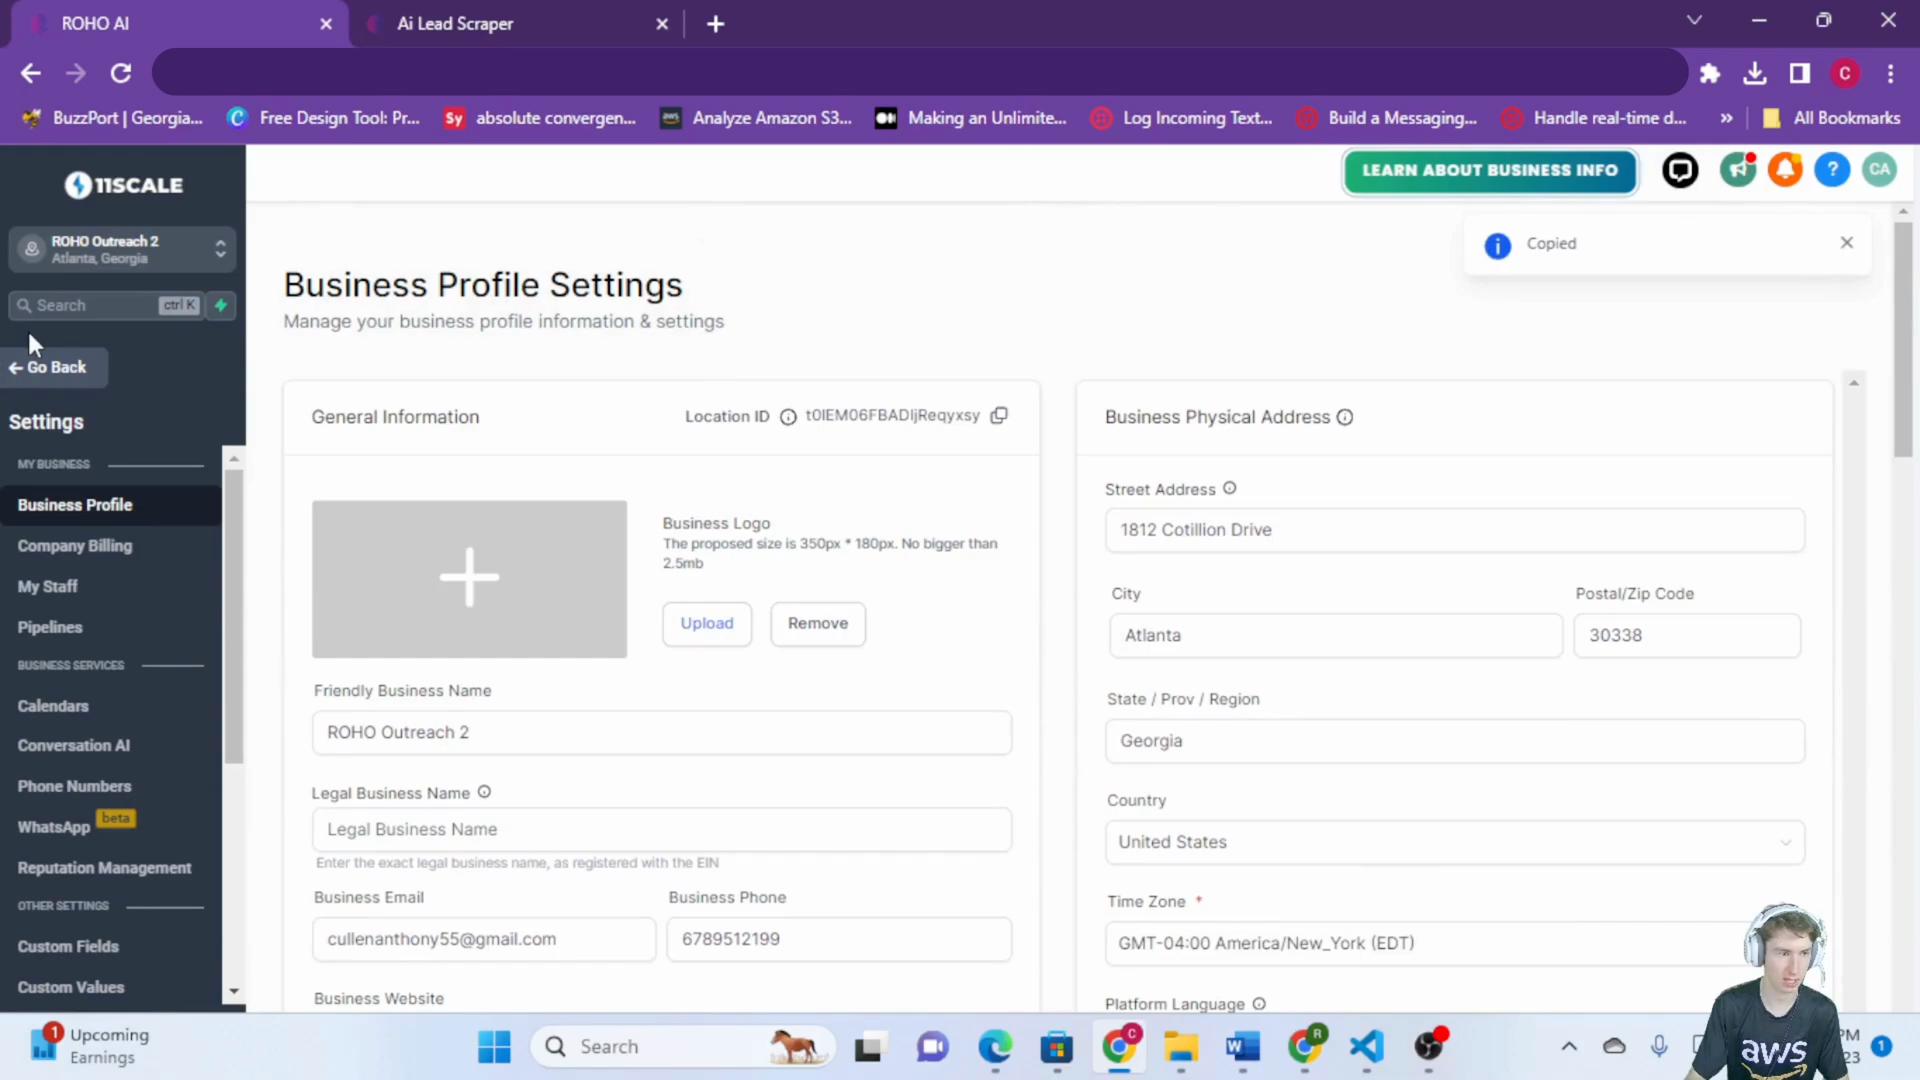 ROHO AI
Ai Lead Scraper
BuzzPort | Georgia...
Free Design Tool: Pr...
Sy absolute convergen...
Analyze Amazon S3...
Making an Unlimite...
Log Incoming Text...
Build a Messaging...
Handle real-time d...
»
All Bookmarks
C
11SCALE
LEARN ABOUT BUSINESS INFO
?
CA
ROHO Outreach 2
Atlanta, Georgia
Copied
Search ctrl K
Go Back
Settings
MY BUSINESS
Business Profile
Company Billing
My Staff
Pipelines
BUSINESS SERVICES
Calendars
Conversation AI
Phone Numbers
WhatsApp beta
Reputation Management
OTHER SETTINGS
Custom Fields
Custom Values
Business Profile Settings
Manage your business profile information & settings
General Information
Location ID t0IEM06FBADIjReqyxsy
Business Logo
The proposed size is 350px * 180px. No bigger than
2.5mb
Upload Remove
Friendly Business Name
ROHO Outreach 2
Legal Business Name
Legal Business Name
Enter the exact legal business name, as registered with the EIN
Business Email Business Phone
cullenanthony55@gmail.com 6789512199
Business Website
Business Physical Address
Street Address
1812 Cotillion Drive
City Postal/Zip Code
Atlanta 30338
State / Prov / Region
Georgia
Country
United States
Time Zone *
GMT-04:00 America/New_York (EDT)
Platform Language
aws
1 Upcoming
Earnings
Search
C
W
R
PM
23
1